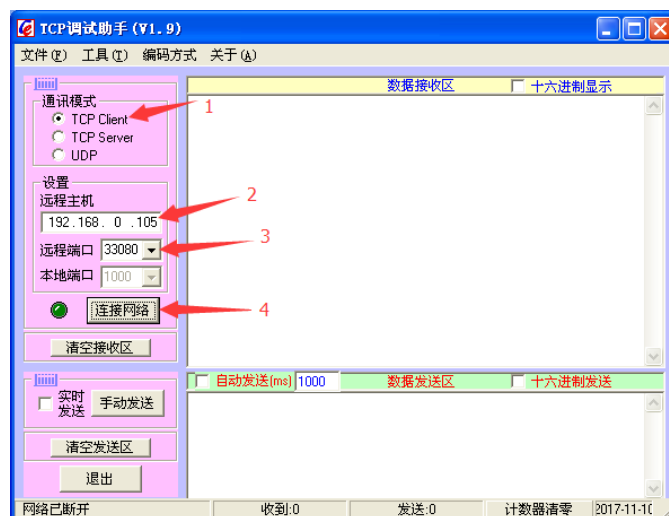 TCP调试助手(V1.9)
文件(F) 工具(T) 编码方式 关于(A)
通讯模式
TCP Client
TCP Server
UDP
1
设置
远程主机
192.168. 0 .105
2
远程端口 33080
3
本地端口 1000
连接网络
4
清空接收区
数据接收区 十六进制显示
自动发送(ms) 1000 数据发送区 十六进制发送
实时发送 手动发送
清空发送区
退出
网络已断开 收到:0 发送:0 计数器清零